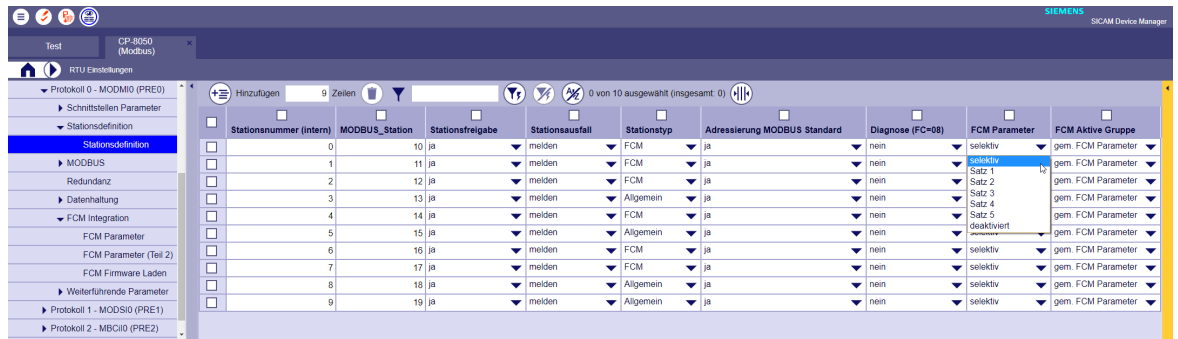 SIEMENS
SICAM Device Manager
Test
CP-8050
(Modbus)
×
RTU Einstellungen
Protokoll 0 - MODMI0 (PRE0)
Schnittstellen Parameter
Stationsdefinition
Stationsdefinition
MODBUS
Redundanz
Datenhaltung
FCM Integration
FCM Parameter
FCM Parameter (Teil 2)
FCM Firmware Laden
Weiterführende Parameter
Protokoll 1 - MODSI0 (PRE1)
Protokoll 2 - MBCiI0 (PRE2)
Hinzufügen 9 Zeilen 0 von 10 ausgewählt (insgesamt: 0)
Stationsnummer (intern) MODBUS_Station Stationsfreigabe Stationsausfall Stationstyp Adressierung MODBUS Standard Diagnose (FC=08) FCM Parameter FCM Aktive Gruppe
0 10 ja melden FCM ja nein selektiv gem. FCM Parameter
1 11 ja melden FCM ja nein gem. FCM Parameter
2 12 ja melden FCM ja nein gem. FCM Parameter
3 13 ja melden Allgemein ja nein gem. FCM Parameter
4 14 ja melden FCM ja nein gem. FCM Parameter
5 15 ja melden Allgemein ja nein selektiv gem. FCM Parameter
6 16 ja melden FCM ja nein selektiv gem. FCM Parameter
7 17 ja melden FCM ja nein selektiv gem. FCM Parameter
8 18 ja melden Allgemein ja nein selektiv gem. FCM Parameter
9 19 ja melden Allgemein ja nein selektiv gem. FCM Parameter
selektiv
Satz 1
Satz 2
Satz 3
Satz 4
Satz 5
deaktiviert